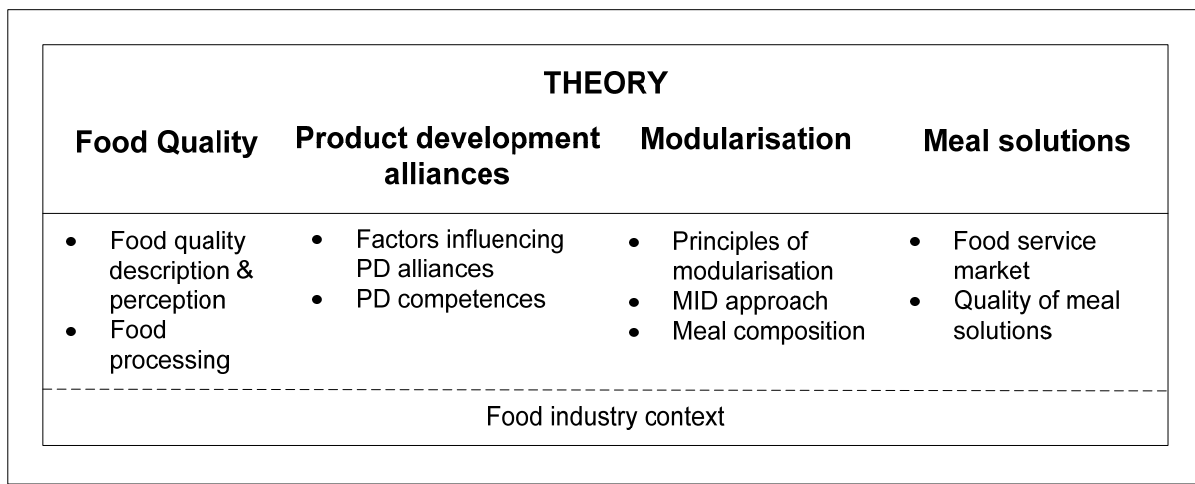 THEORY
Food Quality
Product development
alliances
Modularisation
Meal solutions
• Food quality
description &
perception
• Food
processing
• Factors influencing
PD alliances
• PD competences
• Principles of
modularisation
• MID approach
• Meal composition
• Food service
market
• Quality of meal
solutions
Food industry context